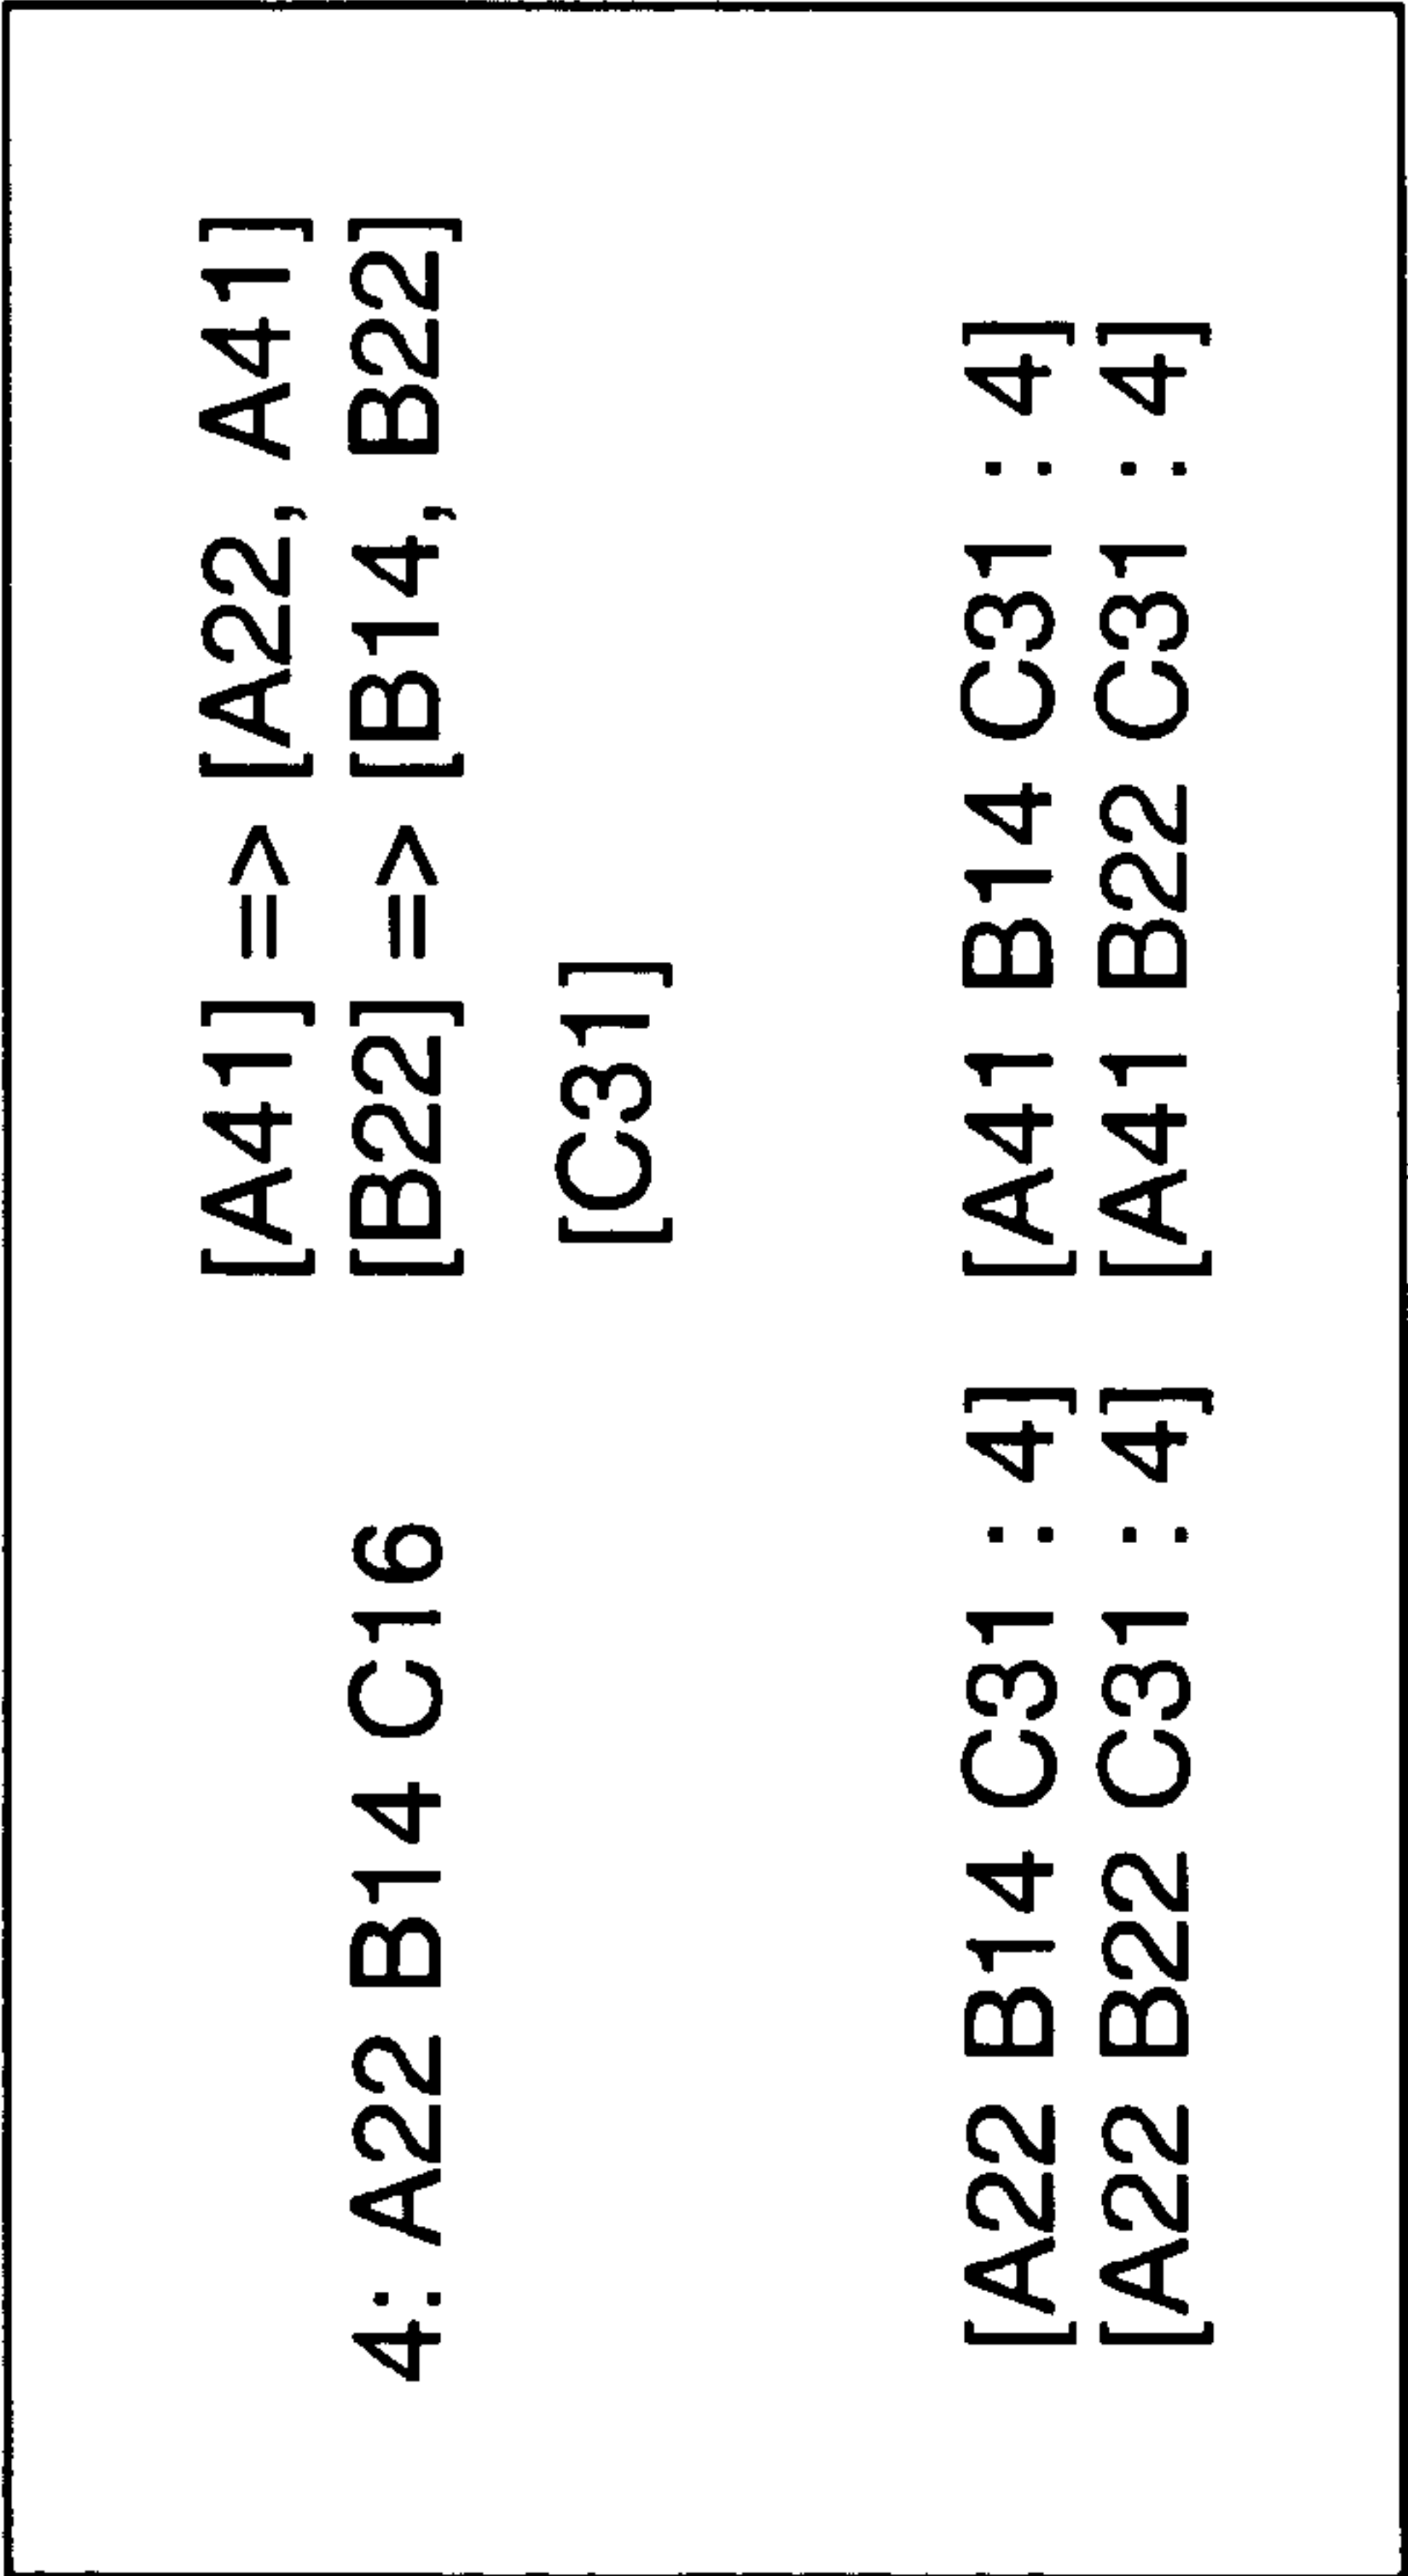 [A41] => [A22, A41]
4: A22 B14 C16 [B22] => [B14, B22]
[C31]
[A22 B14 C31 : 4] [A41 B14 C31 : 4]
[A22 B22 C31 : 4] [A41 B22 C31 : 4]